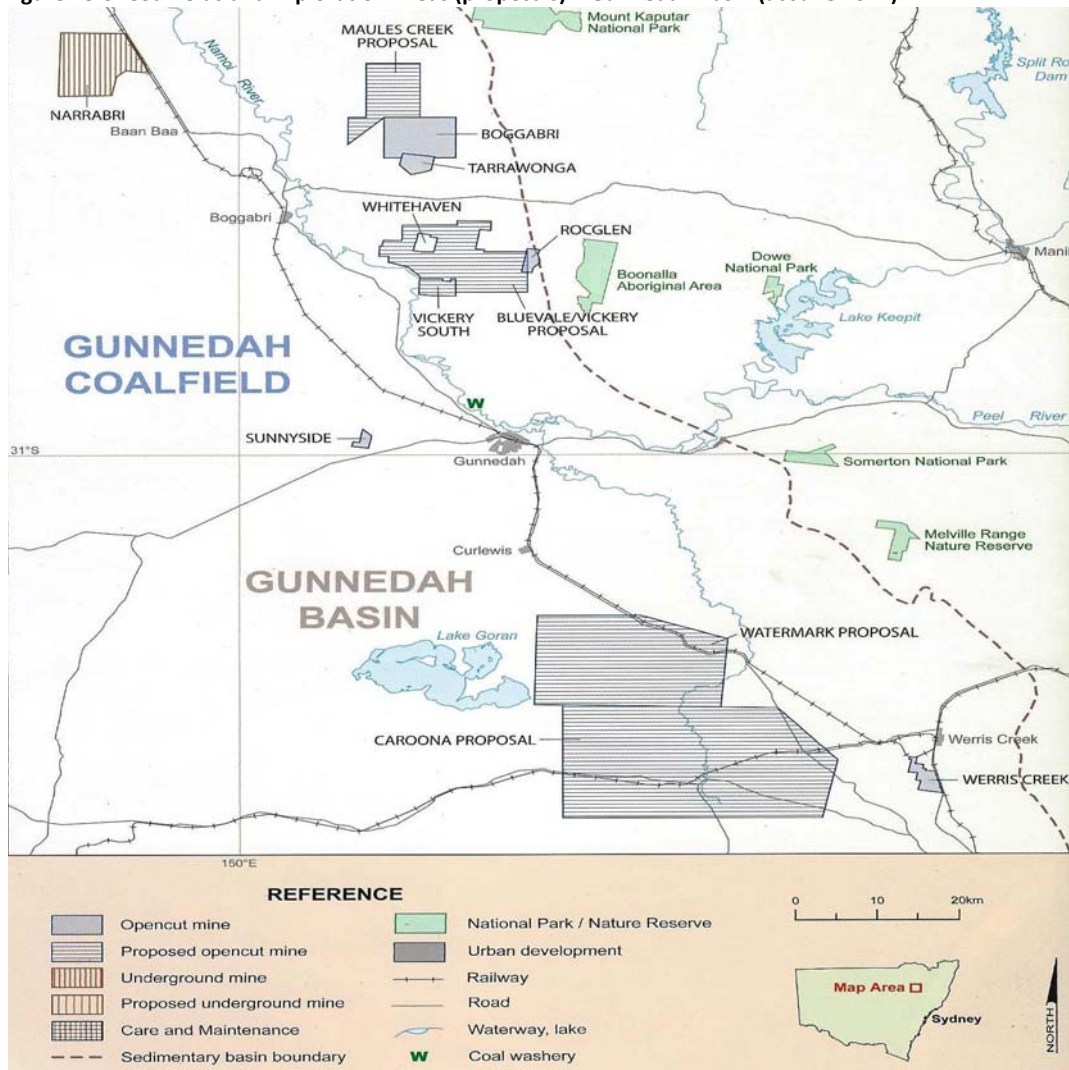 Mount Kaputar
National Park
MAULES CREEK
PROPOSAL
Namoi
River
Split
Dam
NARRABRI
Baan Baa
BOGGABRI
TARRAWONGA
WHITEHAVEN
Boggabri
ROCGLEN
Dowe
National Park
Boonalla
Aboriginal Area
VICKERY
SOUTH
BLUEVALE/VICKERY
PROPOSAL
Lake Keepit
GUNNEDAH
COALFIELD
W
Peel River
SUNNYSIDE
31°S
Gunnedah
Somerton National Park
Melville Range
Nature Reserve
Curlewis
GUNNEDAH
BASIN
Lake Goran
WATERMARK PROPOSAL
CAROONA PROPOSAL
Werris Creek
WERRIS CREEK
150°E
REFERENCE
Opencut mine
Proposed opencut mine
Underground mine
Proposed underground mine
Care and Maintenance
Sedimentary basin boundary
National Park / Nature Reserve
Urban development
Railway
Road
Waterway, lake
W Coal washery
0 10 20km
Map Area
Sydney
NORTH